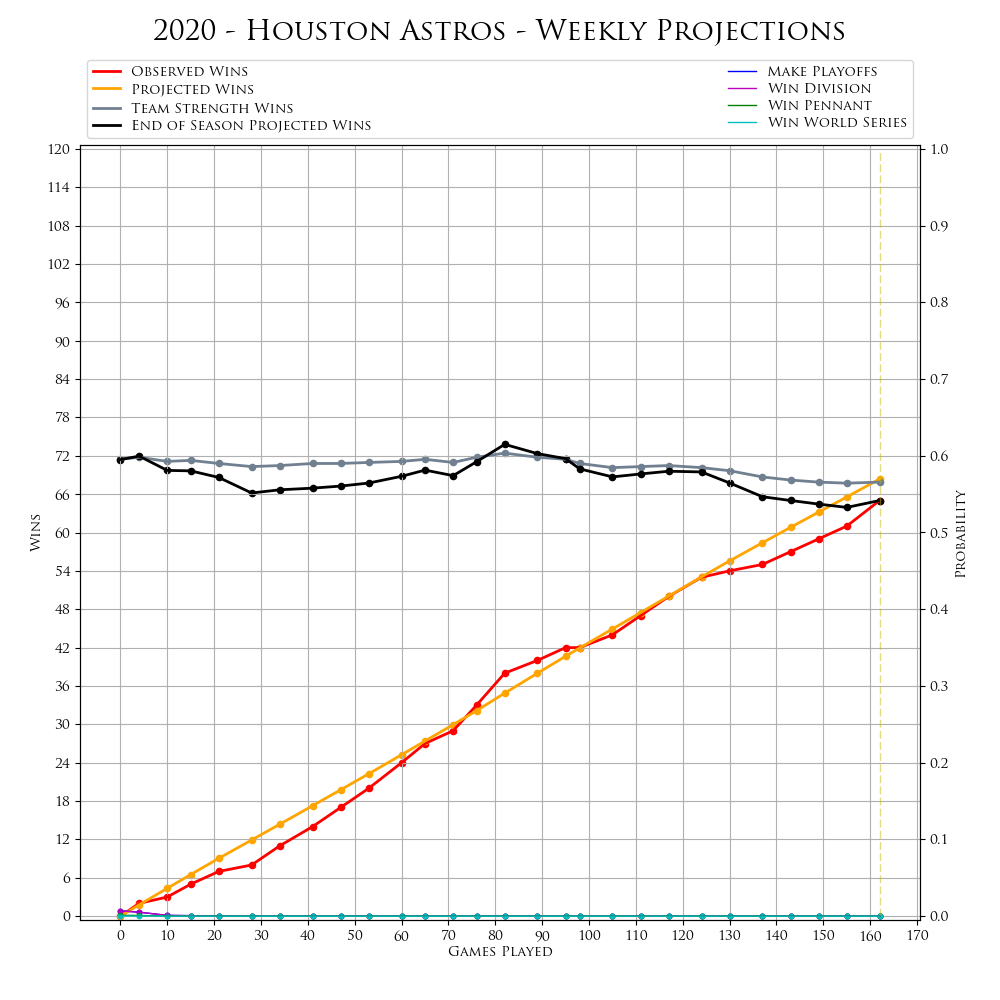 2020 - Houston Astros - Weekly Projections
Observed Wins
Projected Wins
Team Strength Wins
End of Season Projected Wins
Make Playoffs
Win Division
Win Pennant
Win World Series
120
114
108
102
96
90
84
78
72
66
60
54
48
42
36
30
24
18
12
6
0
Wins
1.0
0.9
0.8
0.7
0.6
0.5
0.4
0.3
0.2
0.1
0.0
Probability
0 10 20 30 40 50 60 70 80 90 100 110 120 130 140 150 160 170
Games Played